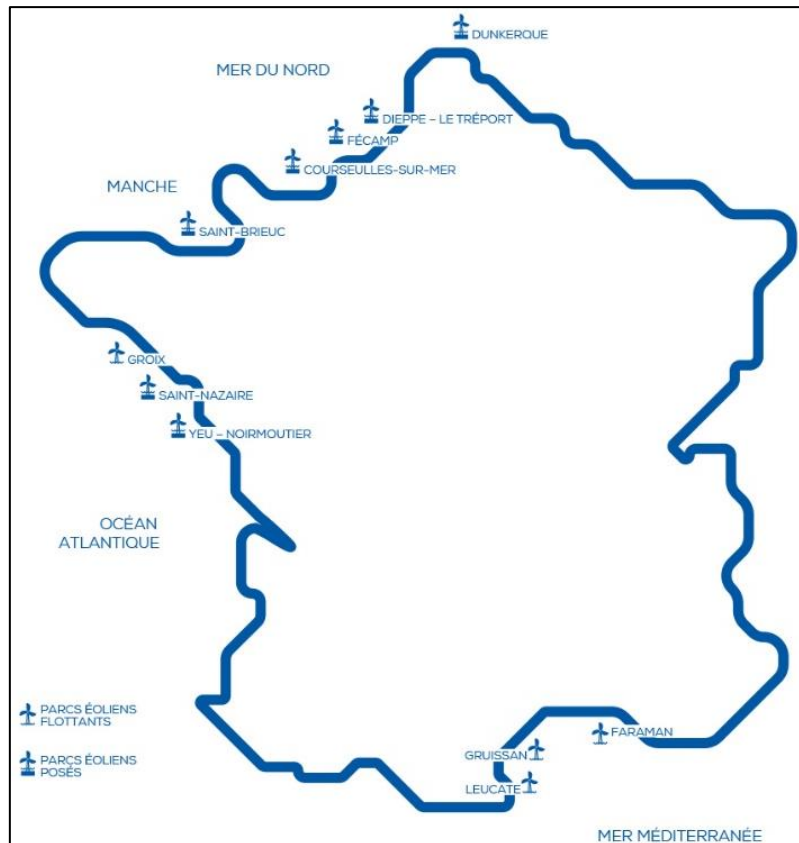 DUNKERQUE
MER DU NORD
DIEPPE – LE TRÉPORT
FÉCAMP
COURSEULLES-SUR-MER
MANCHE
SAINT-BRIEUC
GROIX
SAINT-NAZAIRE
YEU – NOIRMOUTIER
OCÉAN
ATLANTIQUE
PARCS ÉOLIENS
FLOTTANTS
FARAMAN
GRUISSAN
PARCS ÉOLIENS
POSÉS
LEUCATE
MER MÉDITERRANÉE